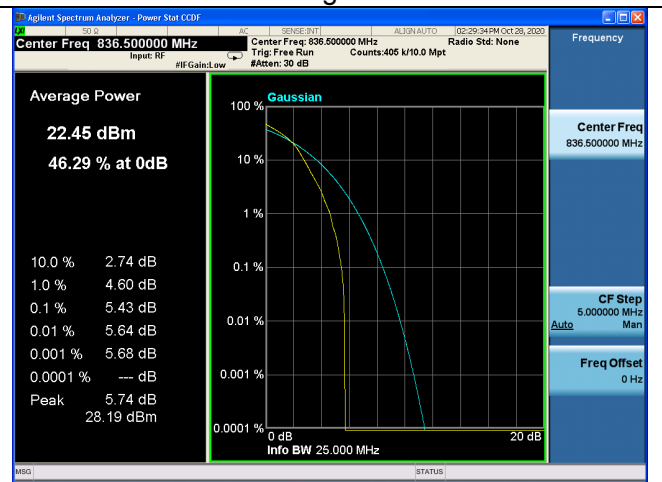 Agilent Spectrum Analyzer - Power Stat CCDF
50 Ω AC SENSE:INT ALIGN AUTO 02:29:34 PM Oct 28, 2020
Center Freq 836.500000 MHz Center Freq: 836.500000 MHz Radio Std: None
Input: RF Trig: Free Run Counts:405 k/10.0 Mpt
#IFGain:Low #Atten: 30 dB
Frequency
Average Power
22.45 dBm
46.29 % at 0dB
10.0 % 2.74 dB
1.0 % 4.60 dB
0.1 % 5.43 dB
0.01 % 5.64 dB
0.001 % 5.68 dB
0.0001 % --- dB
Peak 5.74 dB
28.19 dBm
Gaussian
100 %
10 %
1 %
0.1 %
0.01 %
0.001 %
0.0001 %
0 dB 20 dB
Info BW 25.000 MHz
Center Freq
836.500000 MHz
CF Step
5.000000 MHz
Auto Man
Freq Offset
0 Hz
MSG STATUS